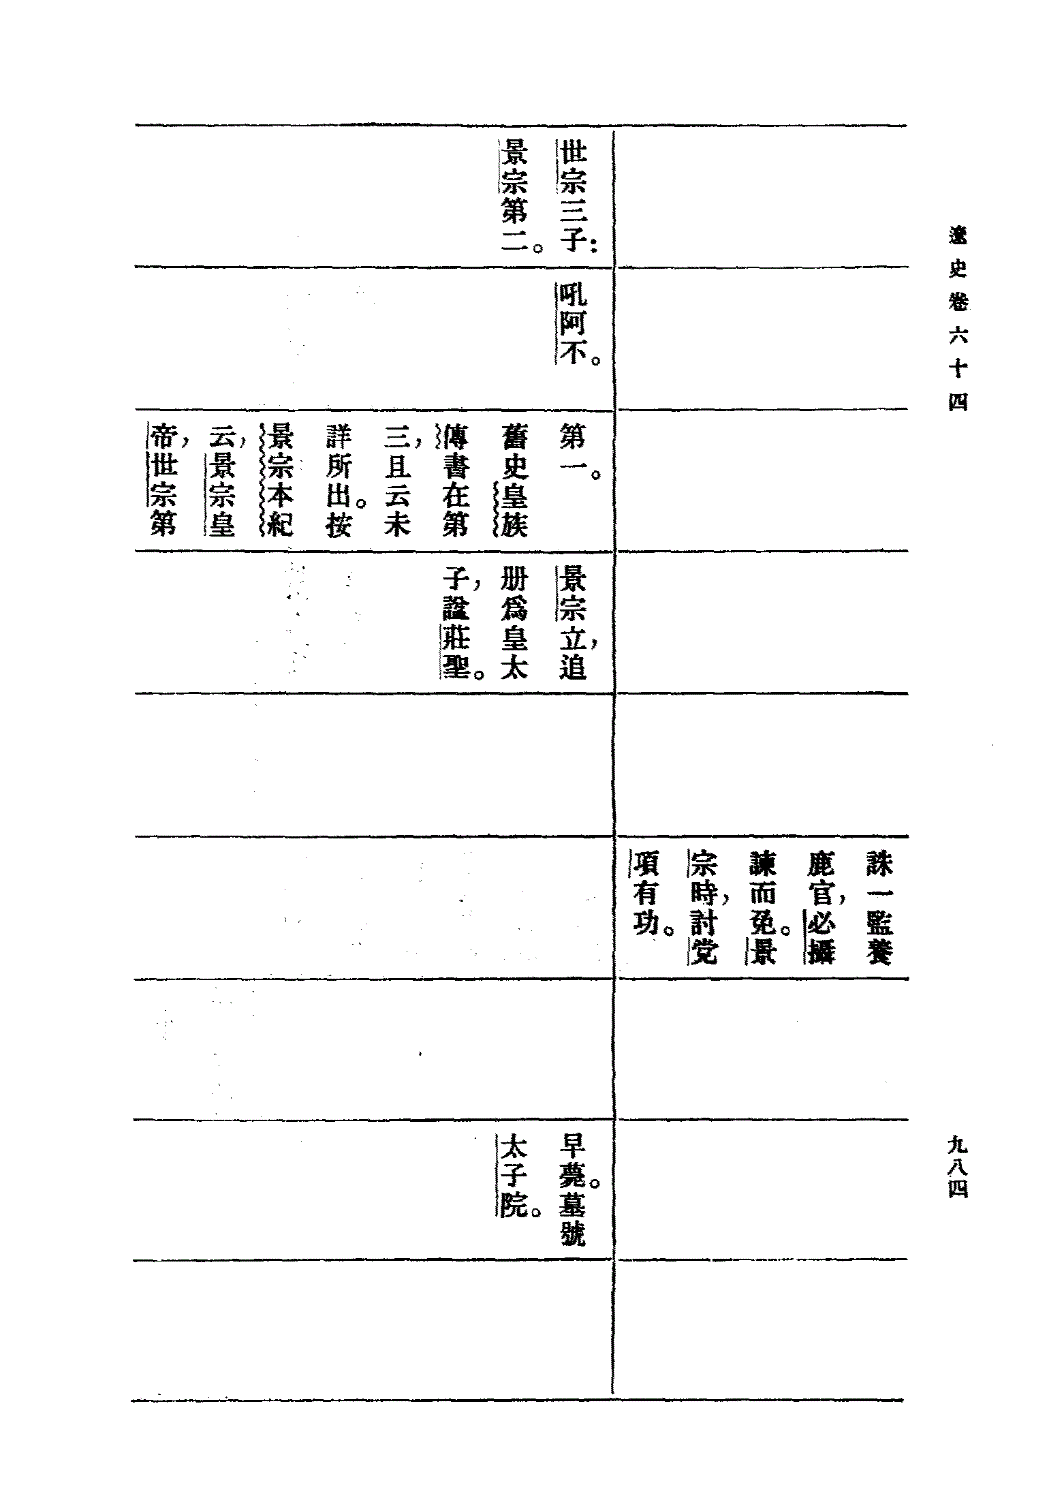 遼史卷六十四
誅一監養
鹿官，必攝
諫而免。景
宗時，討党
項有功。
世宗三子：
景宗第二。
吼阿不。
第一。
舊史皇族
傳書在第
三，且云未
詳所出。按
景宗本紀
云，景宗皇
帝，世宗第
景宗立，追
册爲皇太
子，諡莊聖。
早薨。墓號
太子院。
九八四